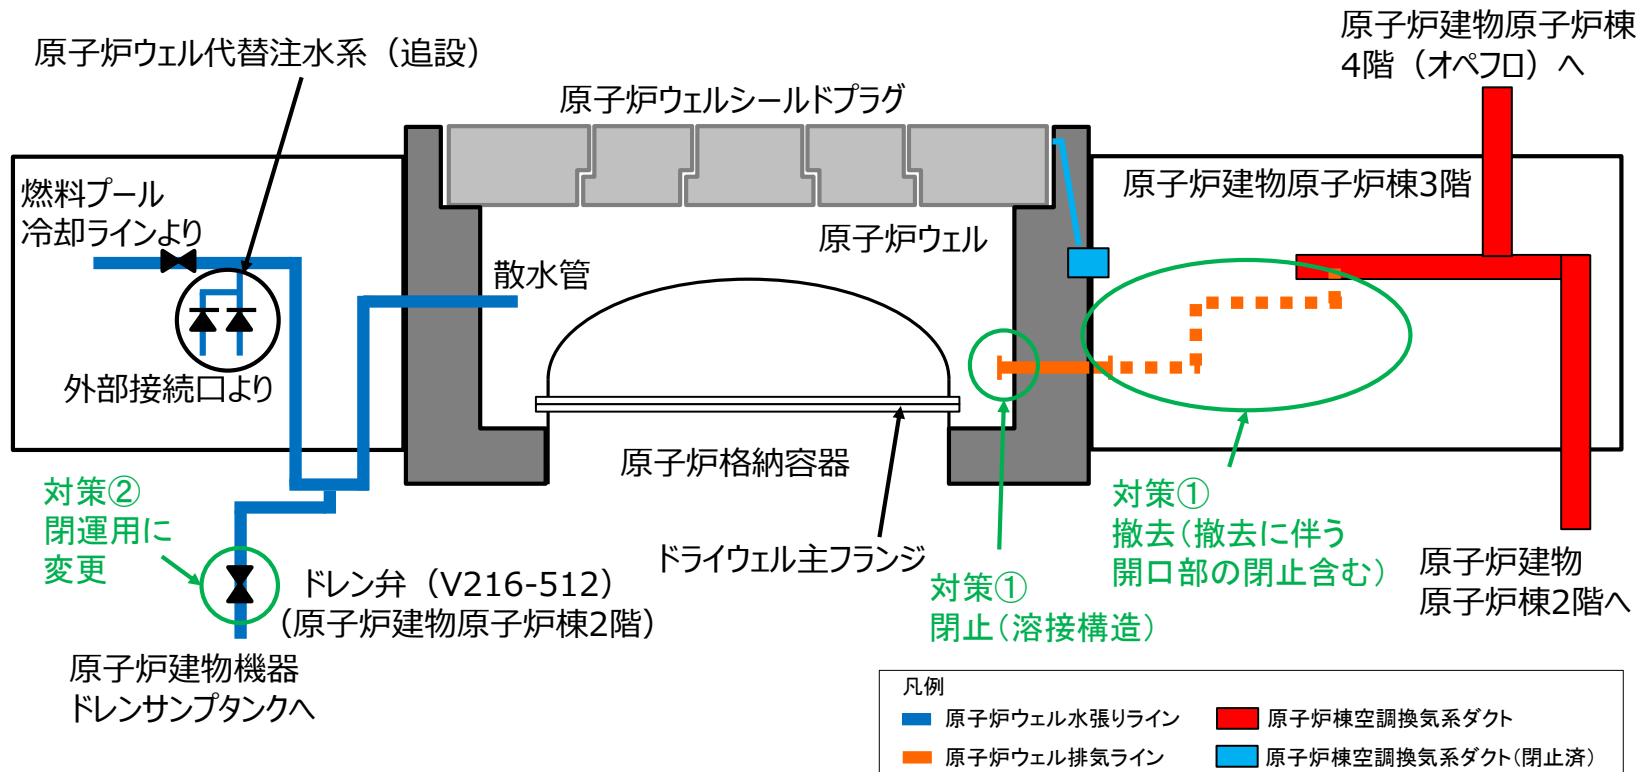 原子炉ウェル代替注水系（追設）
原子炉ウェルシールドプラグ
原子炉建物原子炉棟
4階（オペフロ）へ
燃料プール
冷却ラインより
散水管
原子炉ウェル
原子炉建物原子炉棟3階
外部接続口より
原子炉格納容器
対策②
閉運用に
変更
ドレン弁（V216-512）
（原子炉建物原子炉棟2階）
原子炉建物機器
ドレンサンプタンクへ
ドライウェル主フランジ
対策①
閉止（溶接構造）
対策①
撤去（撤去に伴う
開口部の閉止含む）
原子炉建物
原子炉棟2階へ
凡例
原子炉ウェル水張りライン
原子炉棟空調換気系ダクト
原子炉ウェル排気ライン
原子炉棟空調換気系ダクト（閉止済）